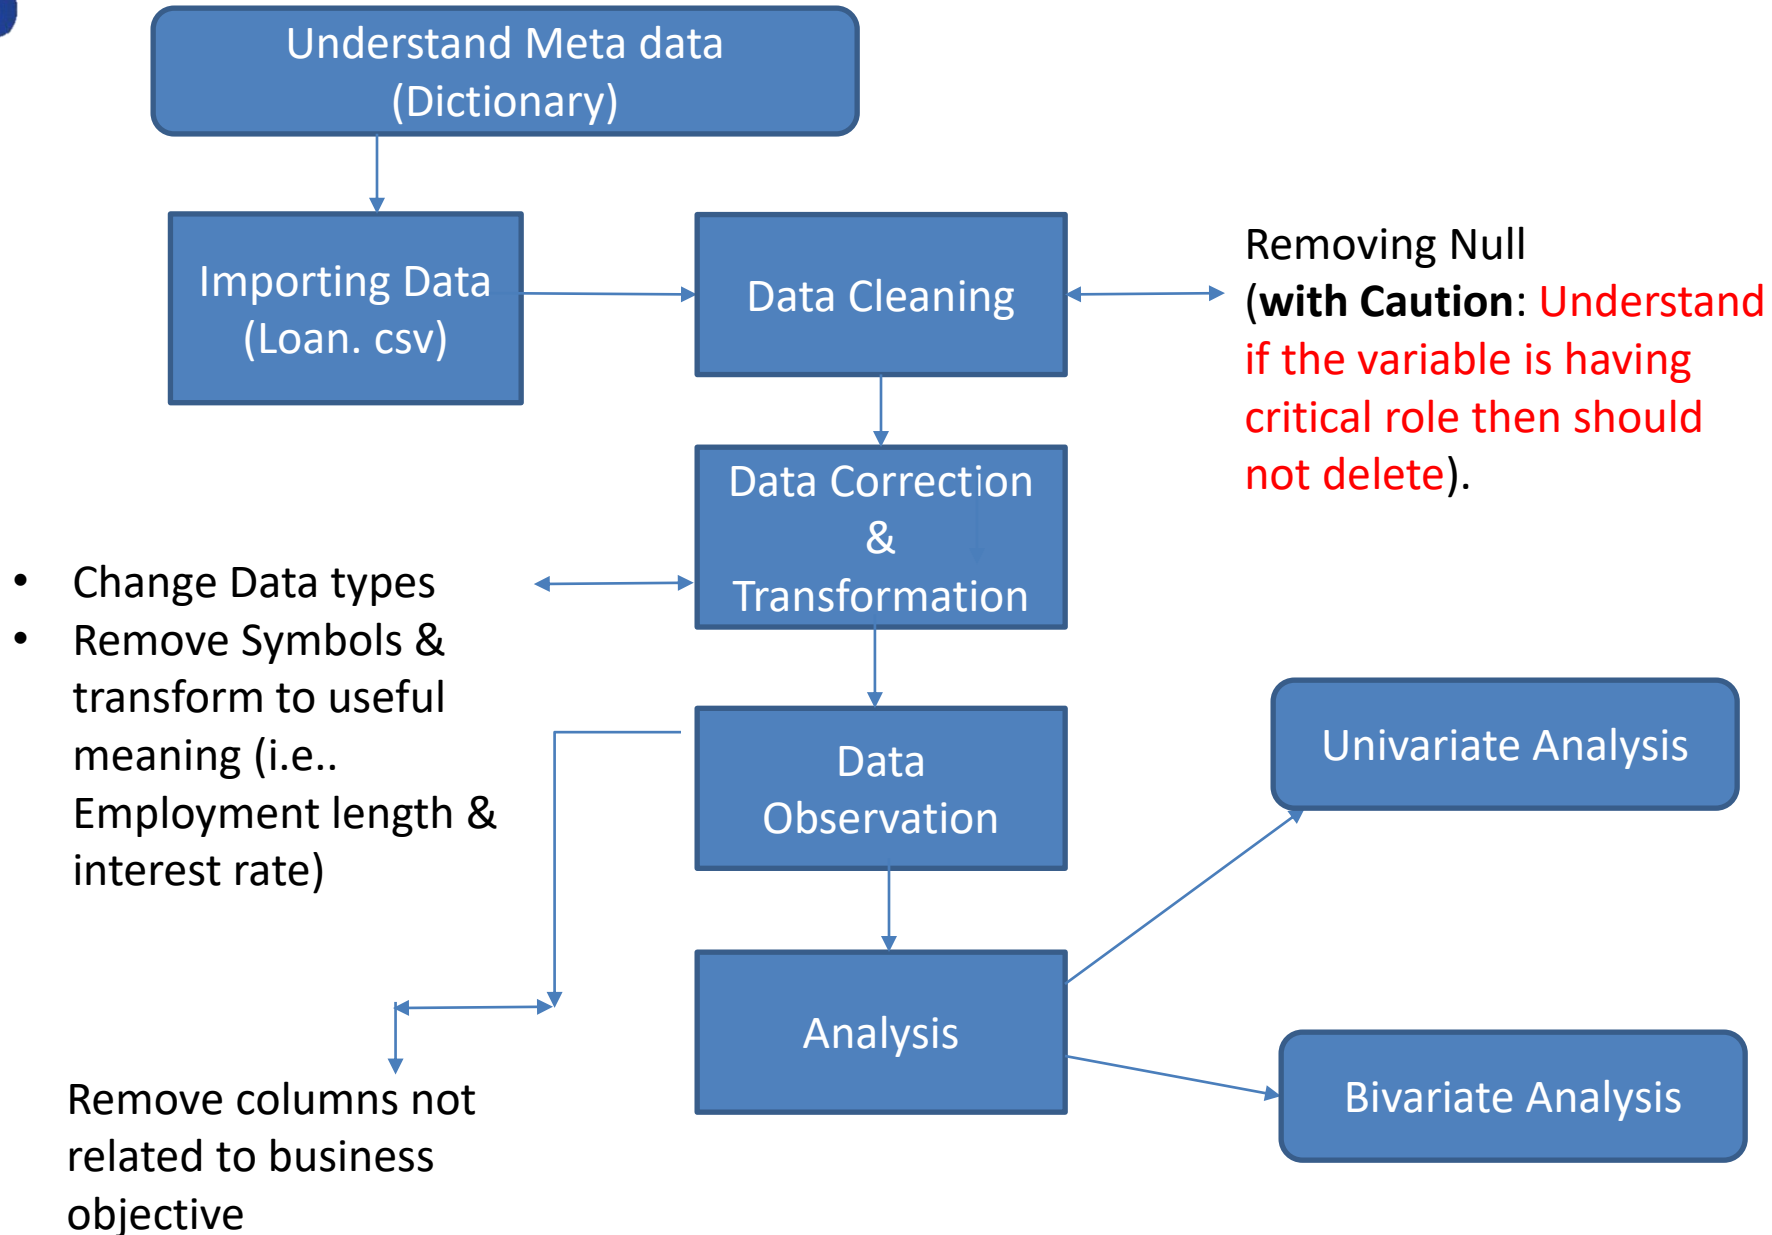 Understand Meta data
(Dictionary)
Importing Data
(Loan. csv)
Data Cleaning
Removing Null
(with Caution: Understand
if the variable is having
critical role then should
not delete).
Data Correction
&
Transformation
• Change Data types
• Remove Symbols &
transform to useful
meaning (i.e..
Employment length &
interest rate)
Data
Observation
Univariate Analysis
Analysis
Bivariate Analysis
Remove columns not
related to business
objective